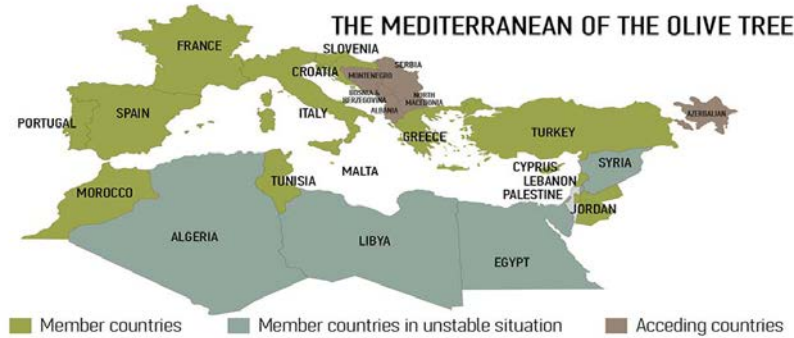 THE MEDITERRANEAN OF THE OLIVE TREE
FRANCE
SLOVENIA
CROATIA
SERBIA
MONTENEGRO
BOSNIA &
HERZEGOVINA
NORTH
MACEDONIA
ALBANIA
AZERBAIJAN
PORTUGAL
SPAIN
ITALY
GREECE
TURKEY
MALTA
CYPRUS
SYRIA
LEBANON
PALESTINE
JORDAN
MOROCCO
TUNISIA
ALGERIA
LIBYA
EGYPT
Member countries
Member countries in unstable situation
Acceding countries